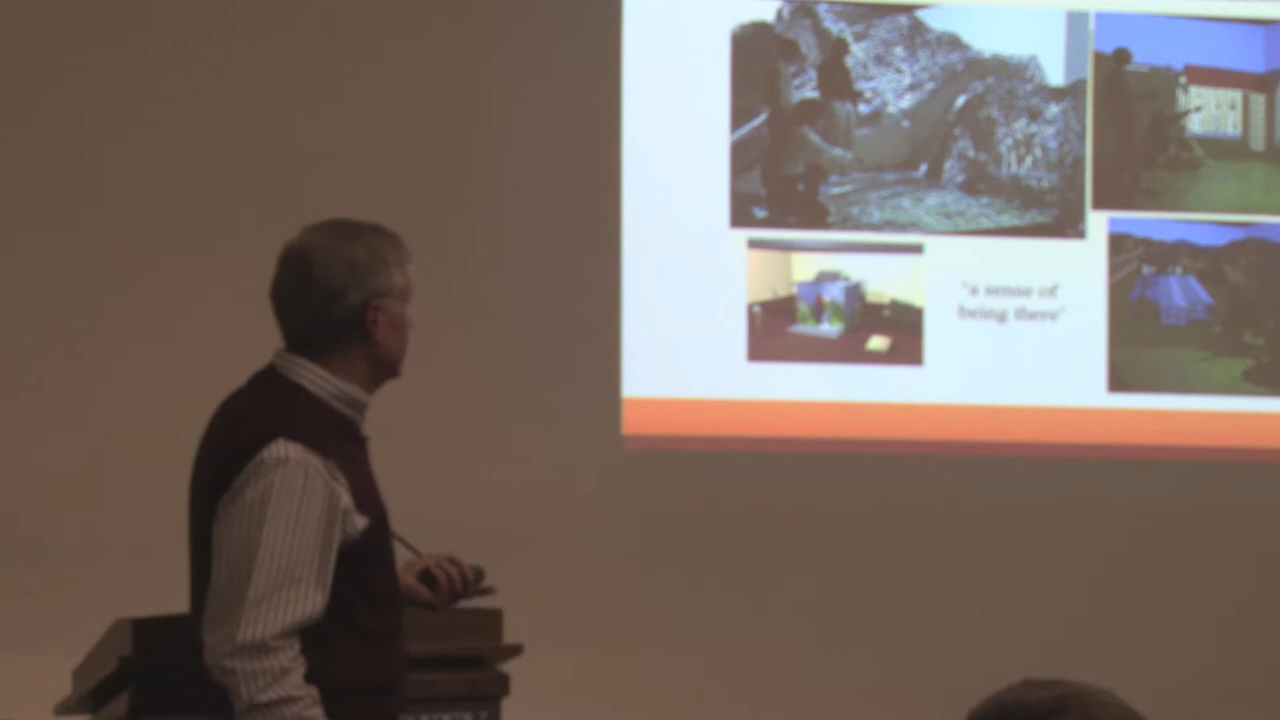 "a sense of
being there"